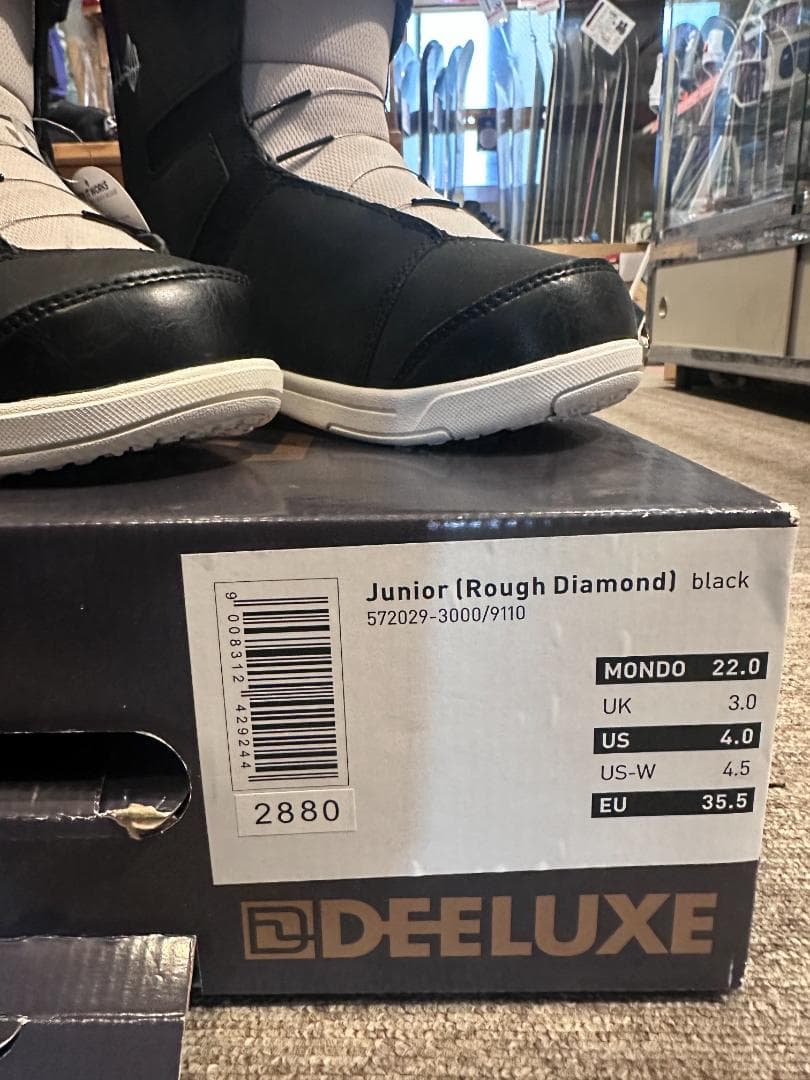 WORKS
Junior (Rough Diamond) black
572029-3000/9110
9 008312 429244
2880
MONDO 22.0
UK 3.0
US 4.0
US-W 4.5
EU 35.5
DEELUXE